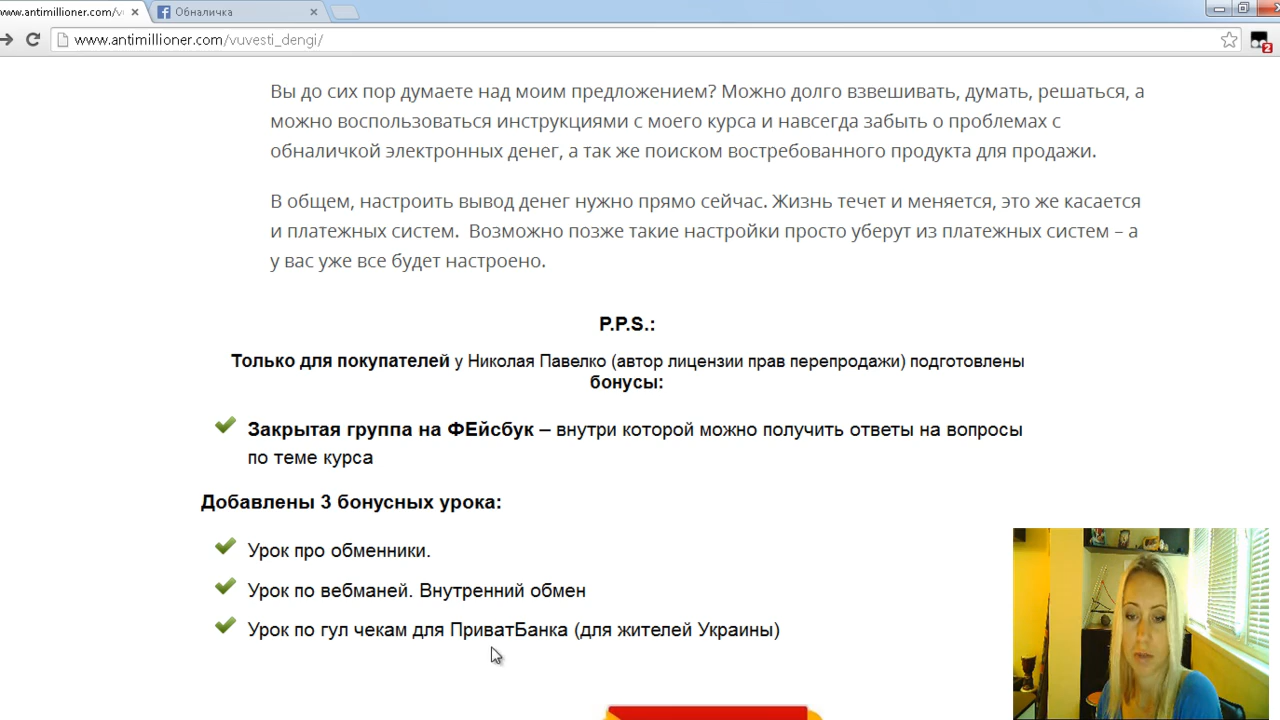 www.antimillioner.com/vu
Обналичка
www.antimillioner.com/vuvesti_dengi/
2
Вы до сих пор думаете над моим предложением? Можно долго взвешивать, думать, решаться, а
можно воспользоваться инструкциями с моего курса и навсегда забыть о проблемах с
обналичкой электронных денег, а так же поиском востребованного продукта для продажи.
В общем, настроить вывод денег нужно прямо сейчас. Жизнь течет и меняется, это же касается
и платежных систем.  Возможно позже такие настройки просто уберут из платежных систем – а
у вас уже все будет настроено.
P.P.S.:
Только для покупателей у Николая Павелко (автор лицензии прав перепродажи) подготовлены
бонусы:
Закрытая группа на ФЕйсбук – внутри которой можно получить ответы на вопросы
по теме курса
Добавлены 3 бонусных урока:
Урок про обменники.
Урок по вебманей. Внутренний обмен
Урок по гул чекам для ПриватБанка (для жителей Украины)